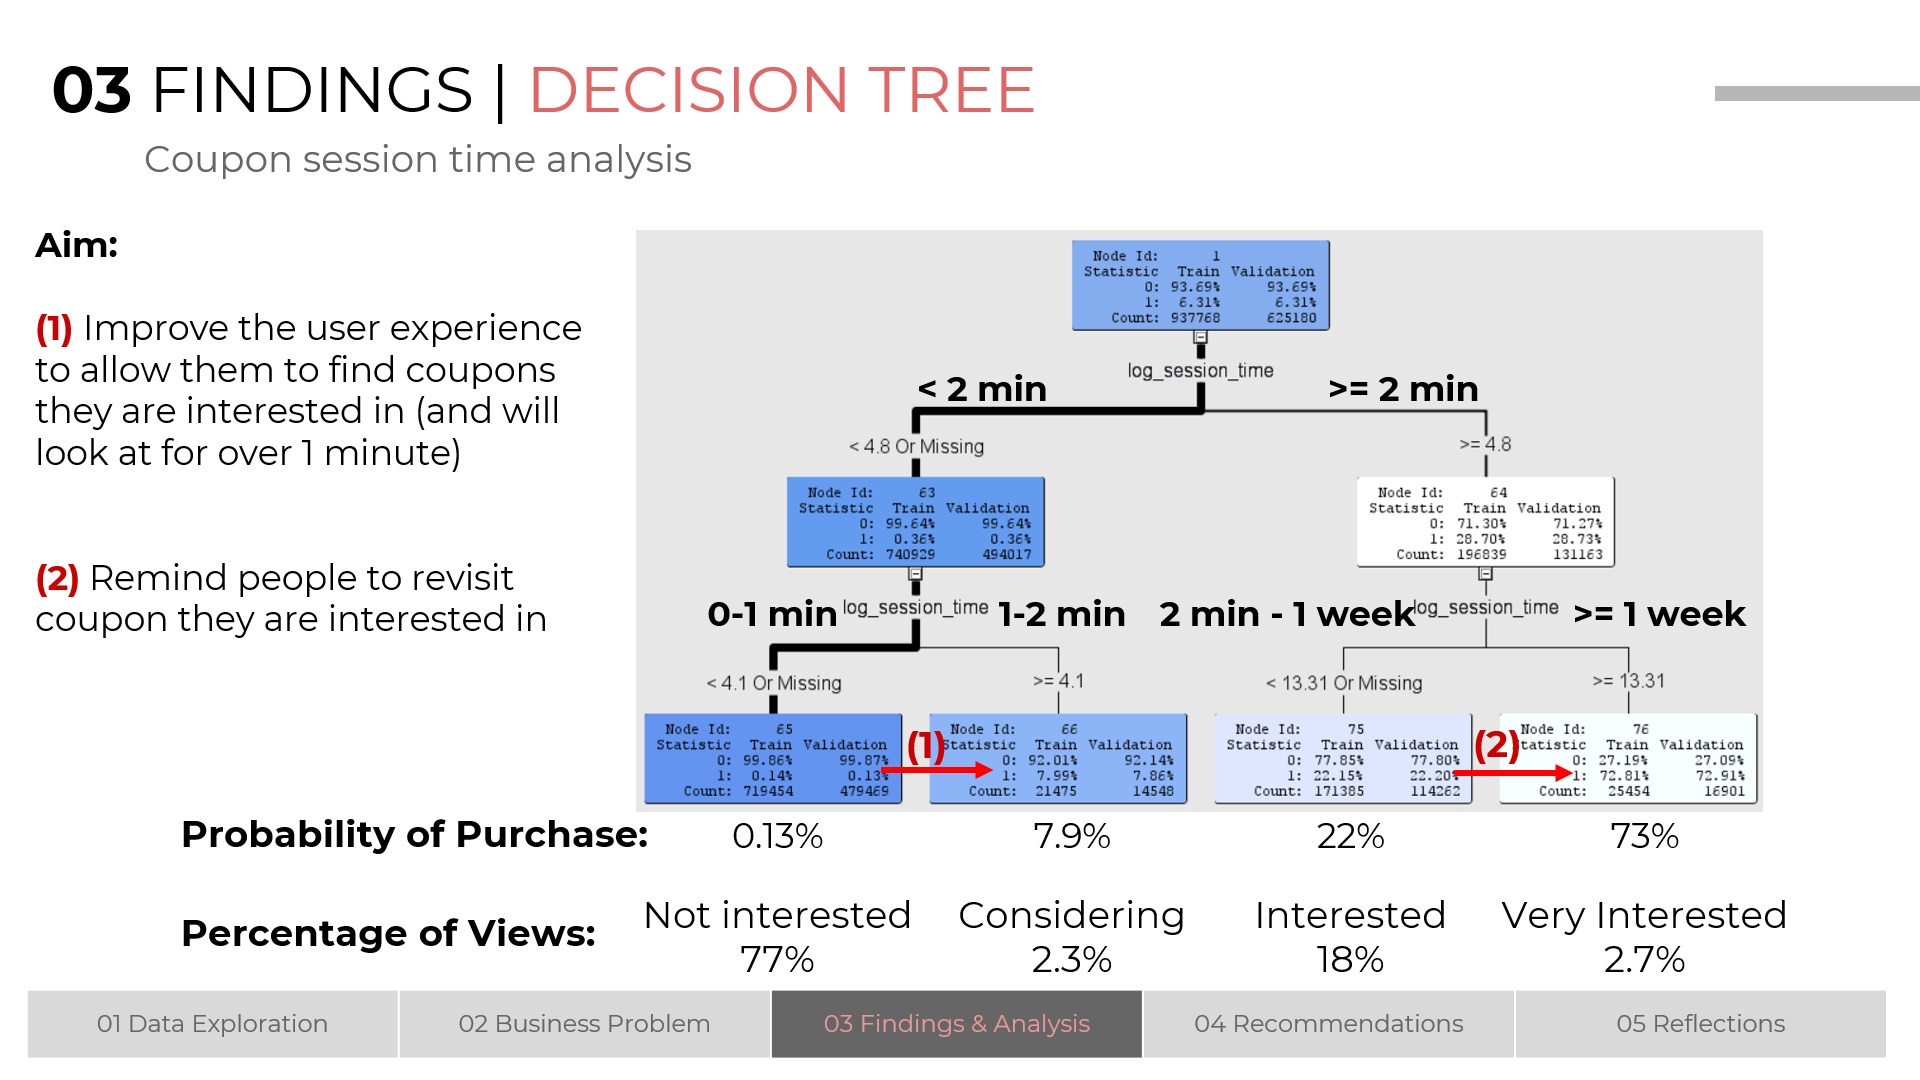 03 FINDINGS | DECISION TREE
Coupon session time analysis
Aim:
(1) Improve the user experience
to allow them to find coupons
they are interested in (and will
look at for over 1 minute)
(2) Remind people to revisit
coupon they are interested in
Node Id: 1
Statistic Train Validation
0: 93.69% 93.69%
1: 6.31% 6.31%
Count: 937768 625180
log_session_time
< 2 min >= 2 min
< 4.8 Or Missing >= 4.8
Node Id: 63
Statistic Train Validation
0: 99.64% 99.64%
1: 0.36% 0.36%
Count: 740929 494017
Node Id: 64
Statistic Train Validation
0: 71.30% 71.27%
1: 28.70% 28.73%
Count: 196839 131163
0-1 min log_session_time 1-2 min 2 min - 1 week log_session_time >= 1 week
< 4.1 Or Missing >= 4.1 < 13.31 Or Missing >= 13.31
Node Id: 65
Statistic Train Validation
0: 99.86% 99.87%
1: 0.14% 0.13%
Count: 719454 479469
(1)
Node Id: 66
Statistic Train Validation
0: 92.01% 92.14%
1: 7.99% 7.86%
Count: 21475 14548
Node Id: 75
Statistic Train Validation
0: 77.85% 77.80%
1: 22.15% 22.20%
Count: 171385 114262
(2)
Node Id: 76
Statistic Train Validation
0: 27.19% 27.09%
1: 72.81% 72.91%
Count: 25454 16901
Probability of Purchase: 0.13% 7.9% 22% 73%
Not interested Considering Interested Very Interested
Percentage of Views:
77% 2.3% 18% 2.7%
01 Data Exploration 02 Business Problem 03 Findings & Analysis 04 Recommendations 05 Reflections